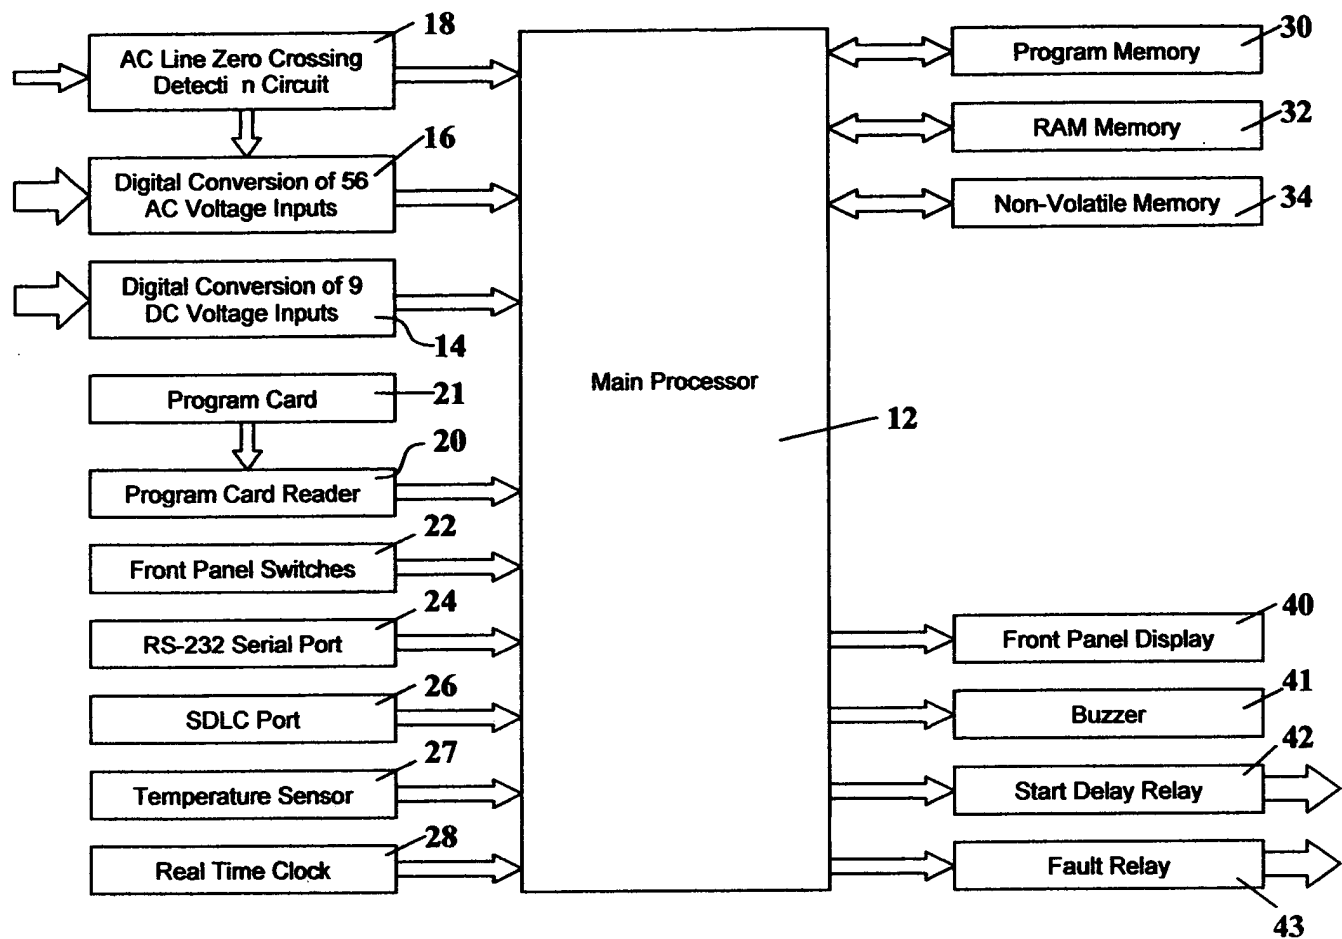 18
AC Line Zero Crossing
Detecti n Circuit
16
Digital Conversion of 56
AC Voltage Inputs
Digital Conversion of 9
DC Voltage Inputs
14
Program Card
21
20
Program Card Reader
22
Front Panel Switches
24
RS-232 Serial Port
26
SDLC Port
27
Temperature Sensor
28
Real Time Clock
Main Processor
12
30
Program Memory
32
RAM Memory
Non-Volatile Memory
34
40
Front Panel Display
41
Buzzer
42
Start Delay Relay
Fault Relay
43